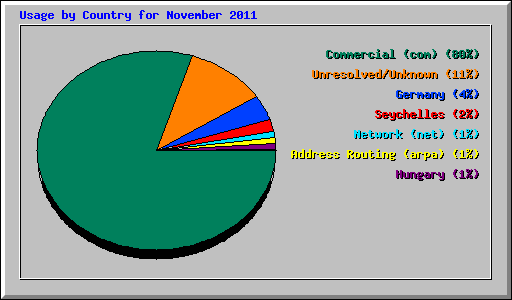 Usage by Country for November 2011
Commercial (com) (80%)
Unresolved/Unknown (11%)
Germany (4%)
Seychelles (2%)
Network (net) (1%)
Address Routing (arpa) (1%)
Hungary (1%)